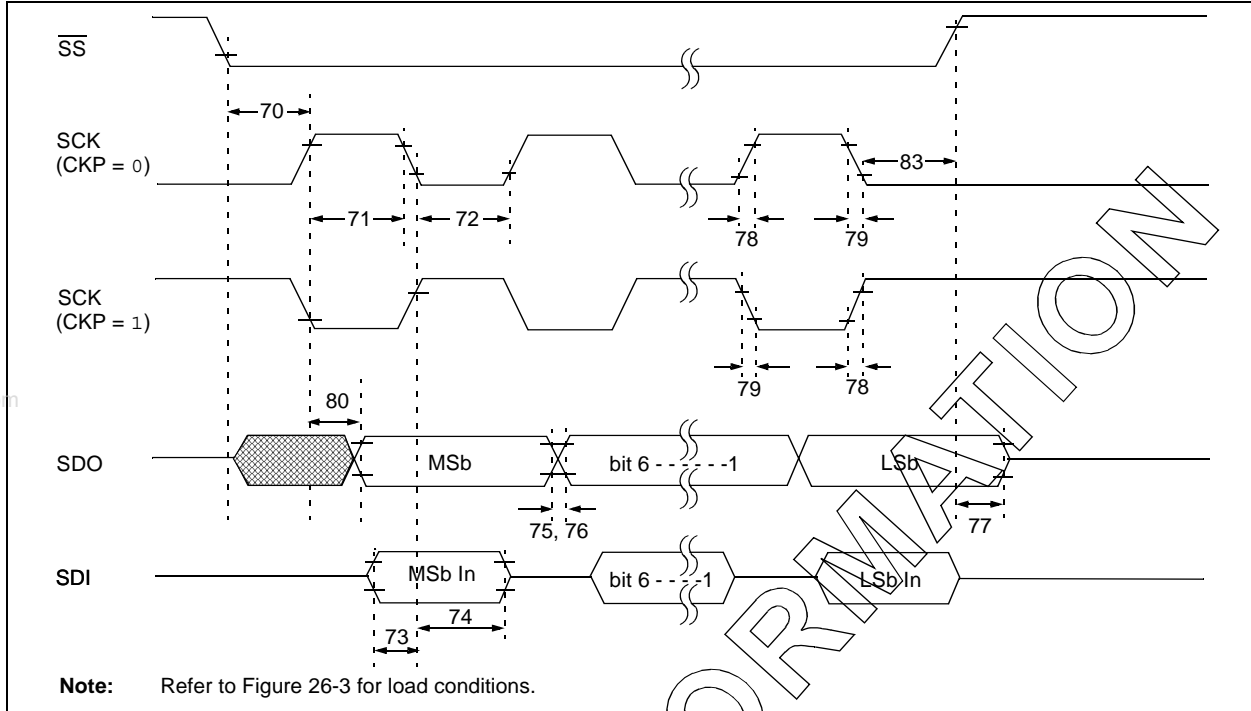 SS
70
SCK
(CKP = 0)
83
71
72
78
79
SCK
(CKP = 1)
79
78
80
SDO
MSb
bit 6 - - - - - -1
LSb
75, 76
77
SDI
MSb In
bit 6 - - - -1
LSb In
74
73
Note: Refer to Figure 26-3 for load conditions.
ORMATION
m